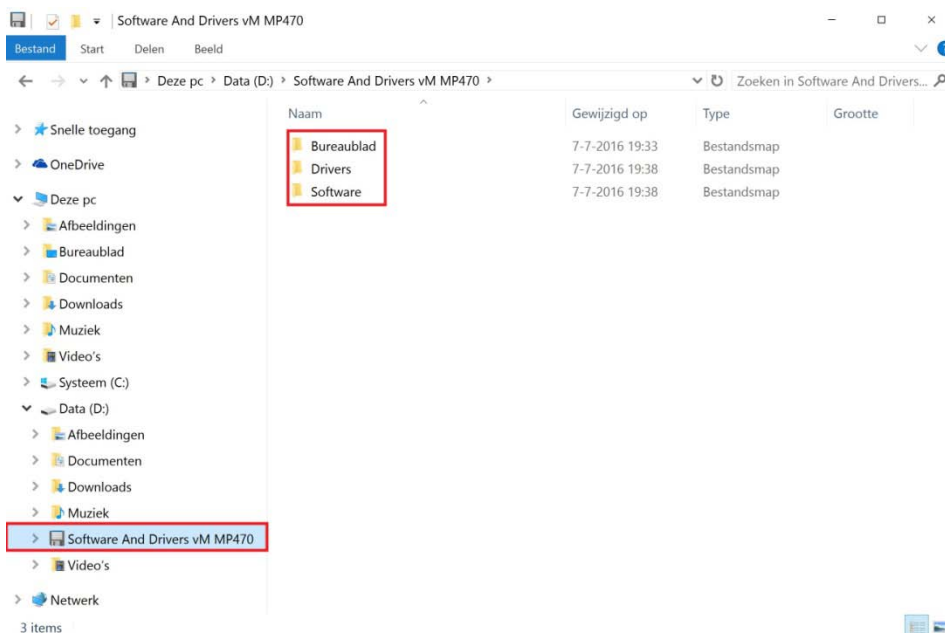 Software And Drivers vM MP470
Bestand Start Delen Beeld
Deze pc Data (D:) Software And Drivers vM MP470 Zoeken in Software And Drivers...
Naam Gewijzigd op Type Grootte
Bureaublad 7-7-2016 19:33 Bestandsmap
Drivers 7-7-2016 19:38 Bestandsmap
Software 7-7-2016 19:38 Bestandsmap
Snelle toegang
OneDrive
Deze pc
Afbeeldingen
Bureaublad
Documenten
Downloads
Muziek
Video's
Systeem (C:)
Data (D:)
Afbeeldingen
Documenten
Downloads
Muziek
Software And Drivers vM MP470
Video's
Netwerk
3 items